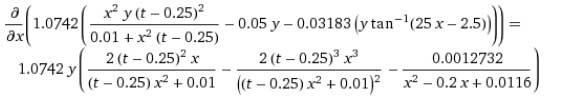 ∂/∂x(1.0742(x² y (t − 0.25)²/(0.01 + x² (t − 0.25)) − 0.05 y − 0.03183 (y tan⁻¹(25 x − 2.5)))) =
1.0742 y(2 (t − 0.25)² x/((t − 0.25) x² + 0.01) − 2 (t − 0.25)³ x³/((t − 0.25) x² + 0.01)² − 0.0012732/(x² − 0.2 x + 0.0116))